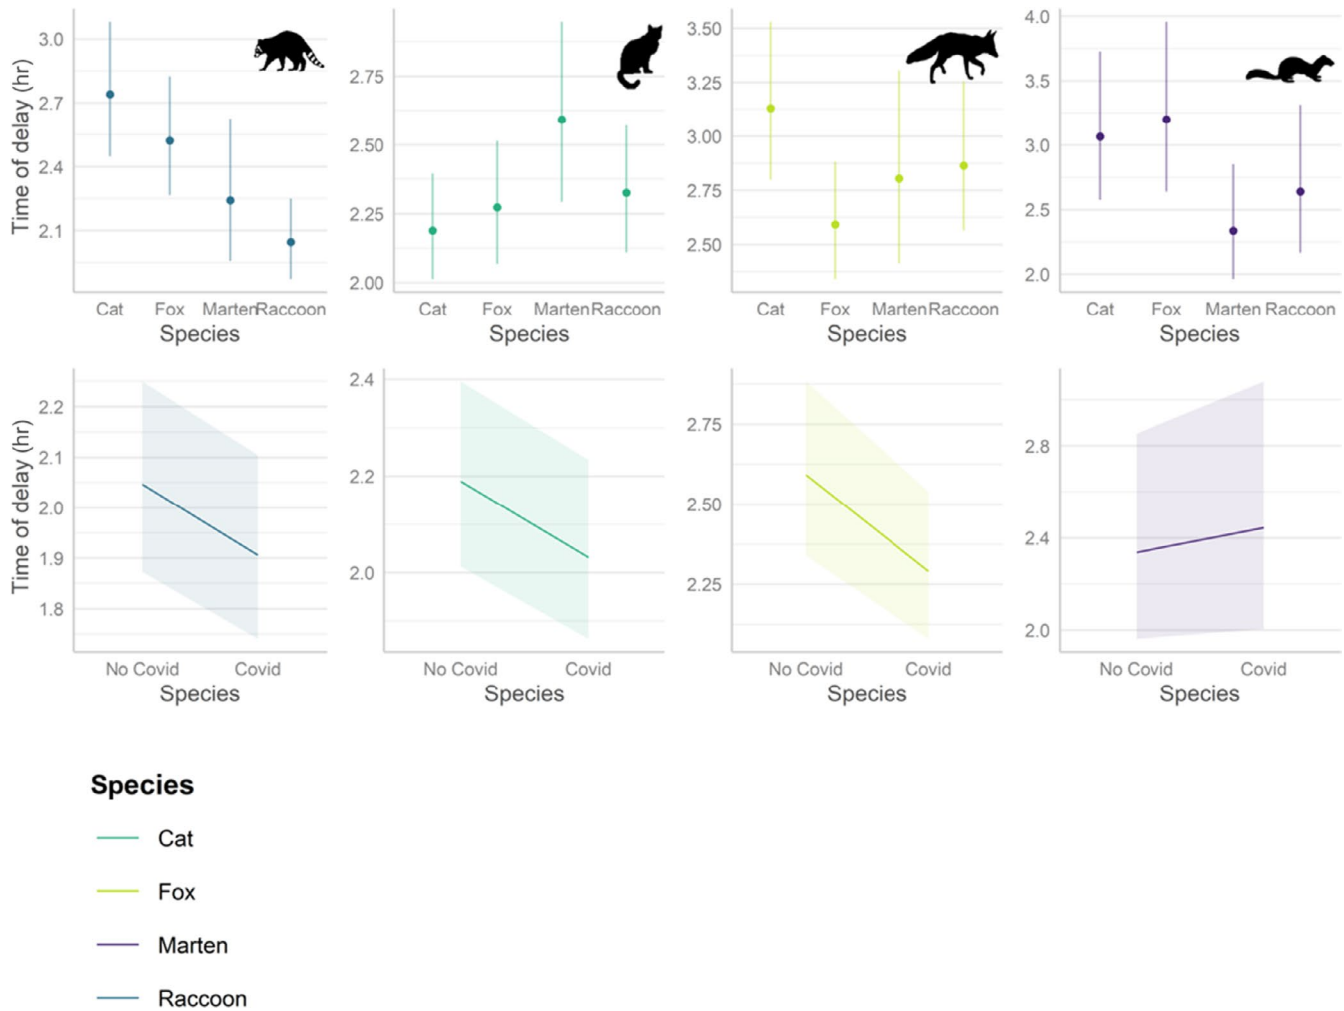 Time of delay (hr)
3.0
2.7
2.4
2.1
Cat Fox Marten Raccoon
Species
2.75
2.50
2.25
2.00
Cat Fox Marten Raccoon
Species
3.50
3.25
3.00
2.75
2.50
Cat Fox Marten Raccoon
Species
4.0
3.5
3.0
2.5
2.0
Cat Fox Marten Raccoon
Species
Time of delay (hr)
2.2
2.1
2.0
1.9
1.8
No Covid Covid
Species
2.4
2.2
2.0
No Covid Covid
Species
2.75
2.50
2.25
No Covid Covid
Species
2.8
2.4
2.0
No Covid Covid
Species
Species
Cat
Fox
Marten
Raccoon